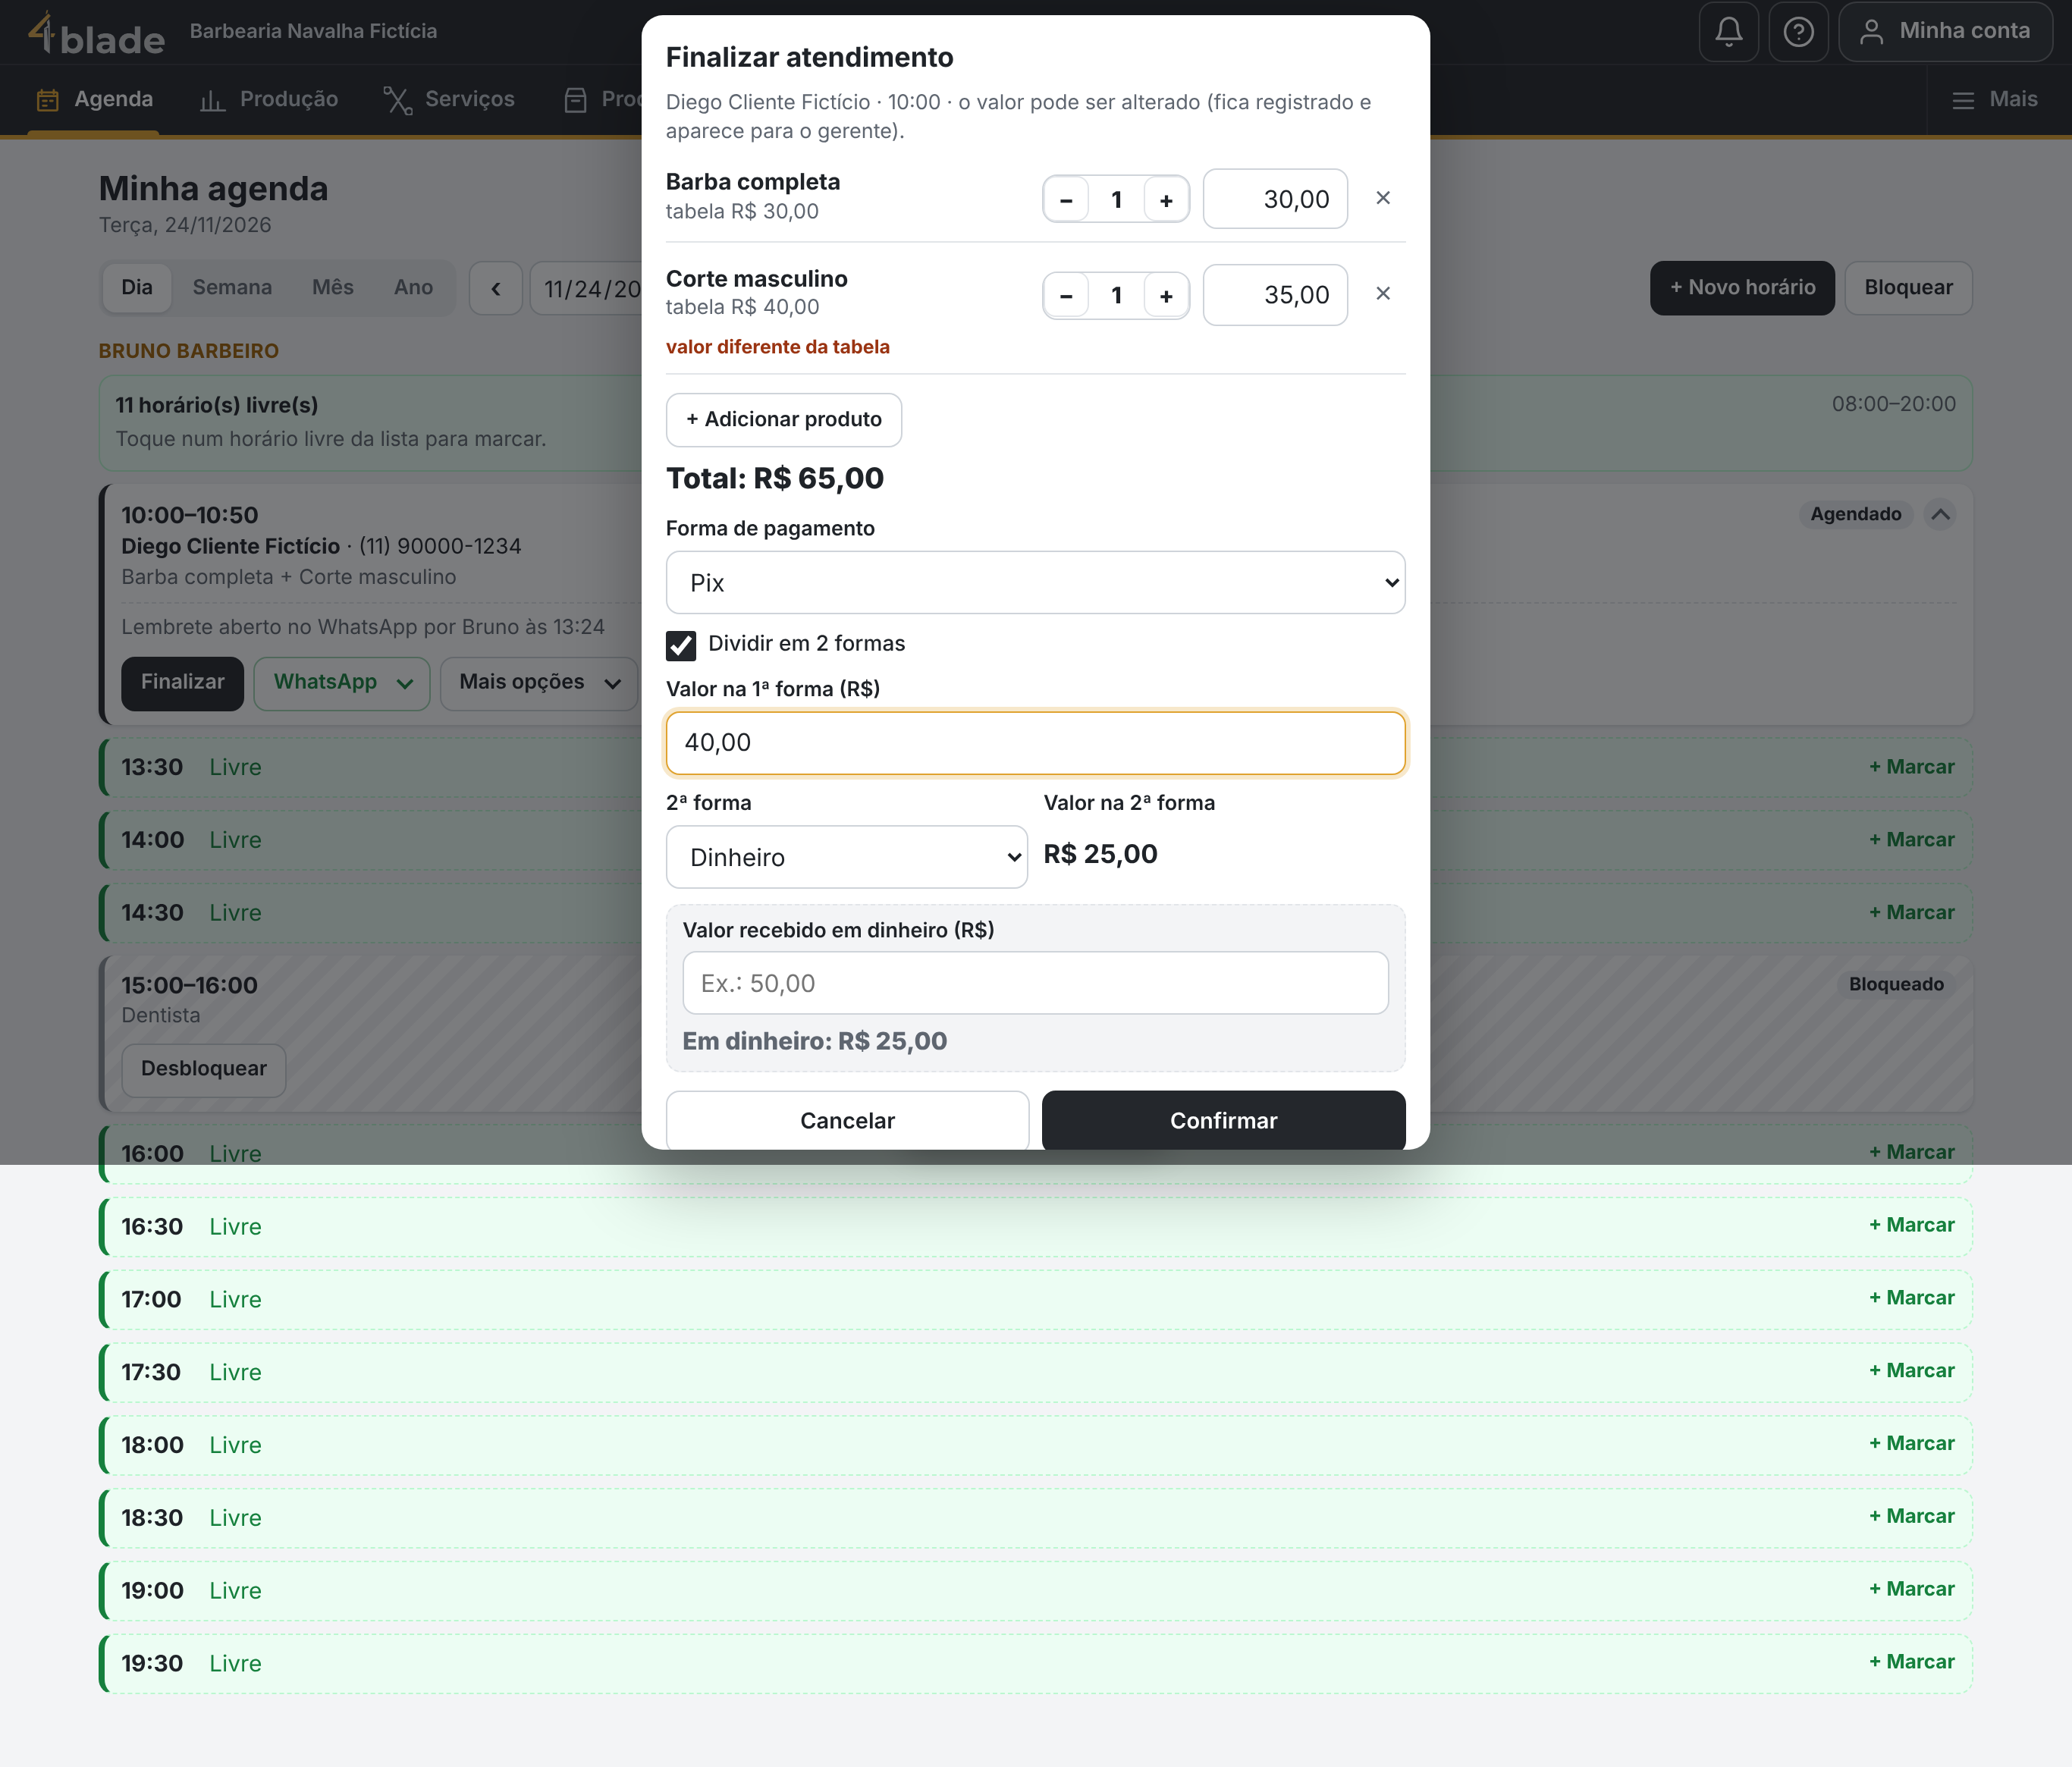 4blade
Barbearia Navalha Fictícia
Minha conta
Agenda
Produção
Serviços
Mais
Minha agenda
Terça, 24/11/2026
Dia
Semana
Mês
Ano
11/24/20
+ Novo horário
Bloquear
BRUNO BARBEIRO
11 horário(s) livre(s)
08:00–20:00
Toque num horário livre da lista para marcar.
10:00–10:50
Agendado
Diego Cliente Fictício · (11) 90000-1234
Barba completa + Corte masculino
Lembrete aberto no WhatsApp por Bruno às 13:24
Finalizar
WhatsApp
Mais opções
13:30 Livre + Marcar
14:00 Livre + Marcar
14:30 Livre + Marcar
15:00–16:00
Bloqueado
Dentista
Desbloquear
16:00 Livre + Marcar
16:30 Livre + Marcar
17:00 Livre + Marcar
17:30 Livre + Marcar
18:00 Livre + Marcar
18:30 Livre + Marcar
19:00 Livre + Marcar
19:30 Livre + Marcar
Finalizar atendimento
Diego Cliente Fictício · 10:00 · o valor pode ser alterado (fica registrado e
aparece para o gerente).
Barba completa
tabela R$ 30,00
– 1 + 30,00 ×
Corte masculino
tabela R$ 40,00
– 1 + 35,00 ×
valor diferente da tabela
+ Adicionar produto
Total: R$ 65,00
Forma de pagamento
Pix
Dividir em 2 formas
Valor na 1ª forma (R$)
40,00
2ª forma
Valor na 2ª forma
Dinheiro
R$ 25,00
Valor recebido em dinheiro (R$)
Ex.: 50,00
Em dinheiro: R$ 25,00
Cancelar
Confirmar